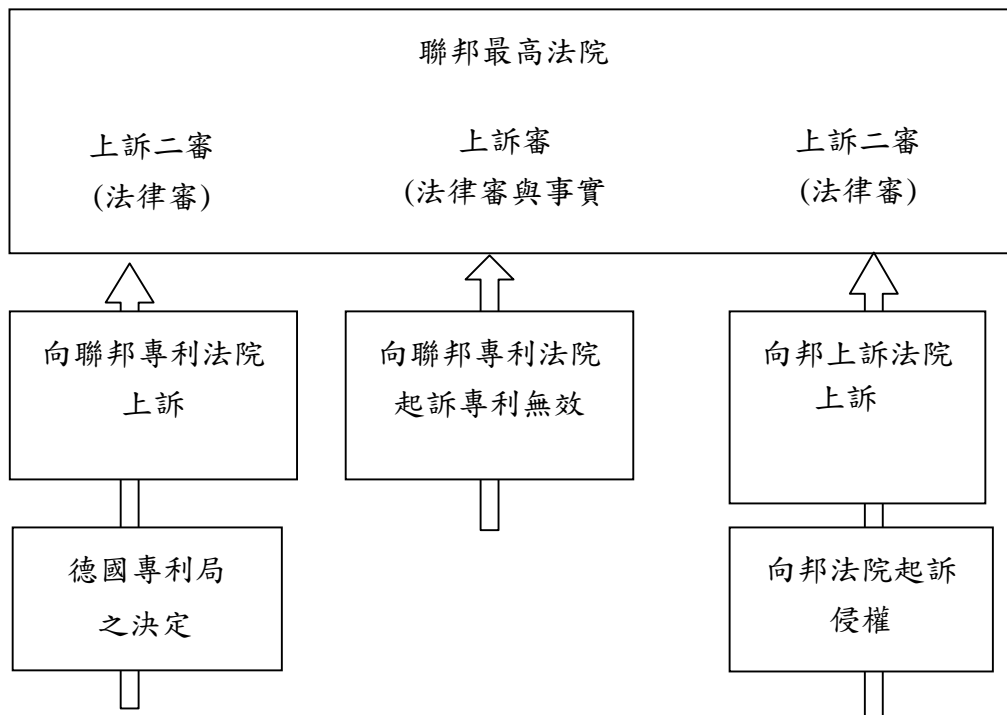 聯邦最高法院
上訴二審
(法律審)
上訴審
(法律審與事實
上訴二審
(法律審)
向聯邦專利法院
上訴
向聯邦專利法院
起訴專利無效
向邦上訴法院
上訴
德國專利局
之決定
向邦法院起訴
侵權